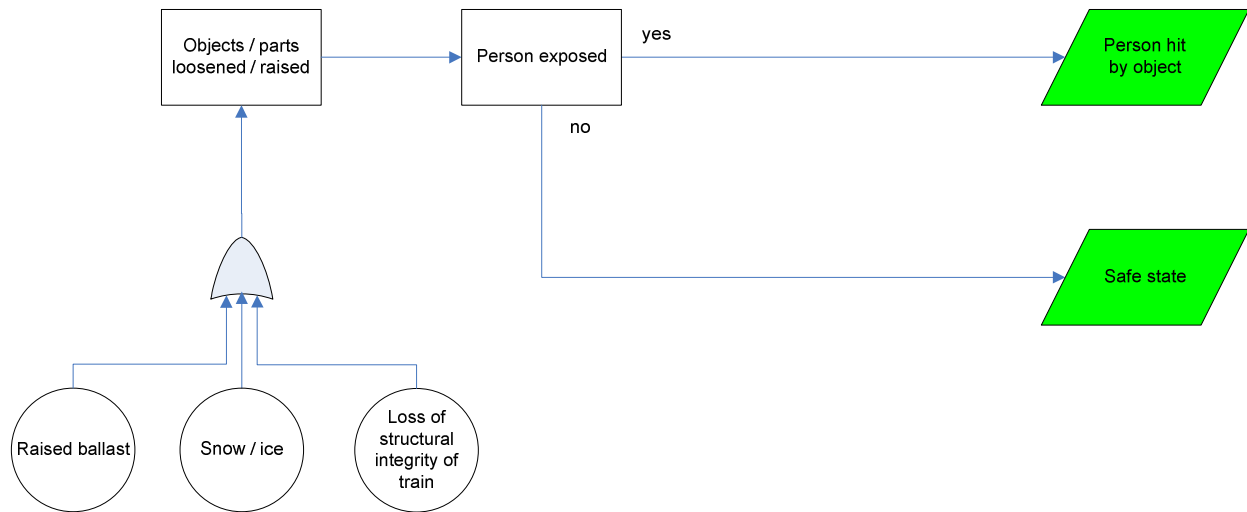 Objects / parts
loosened / raised
Person exposed
yes
Person hit
by object
no
Safe state
Raised ballast
Snow / ice
Loss of
structural
integrity of
train